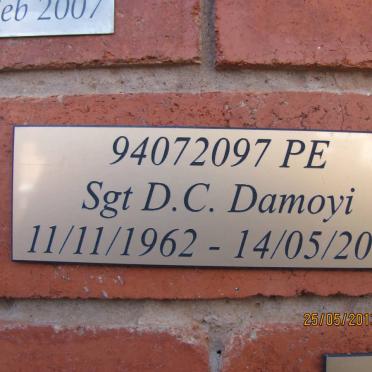 eb 2007
94072097 PE
Sgt D.C. Damoyi
11/11/1962 - 14/05/20
25/05/201